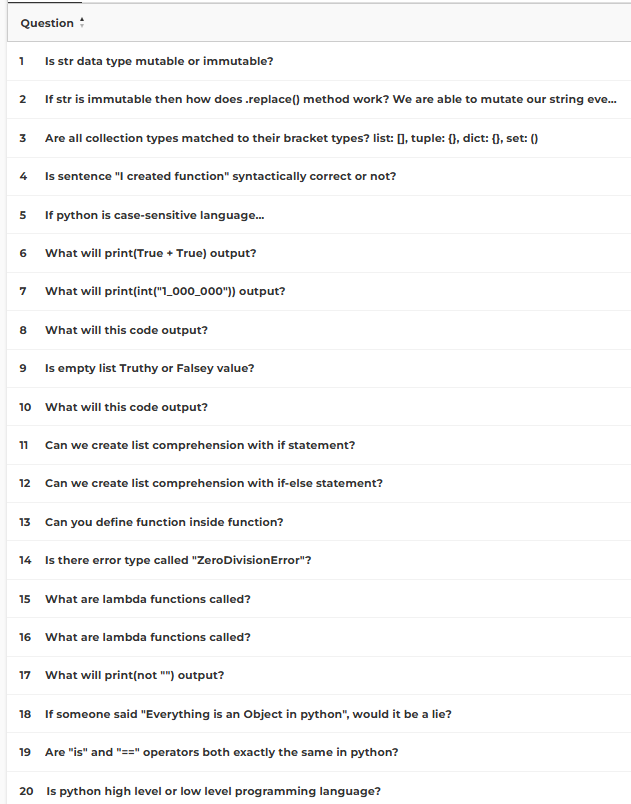 Question
1 Is str data type mutable or immutable?
2 If str is immutable then how does .replace() method work? We are able to mutate our string eve...
3 Are all collection types matched to their bracket types? list: [], tuple: {}, dict: {}, set: ()
4 Is sentence "I created function" syntactically correct or not?
5 If python is case-sensitive language...
6 What will print(True + True) output?
7 What will print(int("1_000_000")) output?
8 What will this code output?
9 Is empty list Truthy or Falsey value?
10 What will this code output?
11 Can we create list comprehension with if statement?
12 Can we create list comprehension with if-else statement?
13 Can you define function inside function?
14 Is there error type called "ZeroDivisionError"?
15 What are lambda functions called?
16 What are lambda functions called?
17 What will print(not "") output?
18 If someone said "Everything is an Object in python", would it be a lie?
19 Are "is" and "==" operators both exactly the same in python?
20 Is python high level or low level programming language?